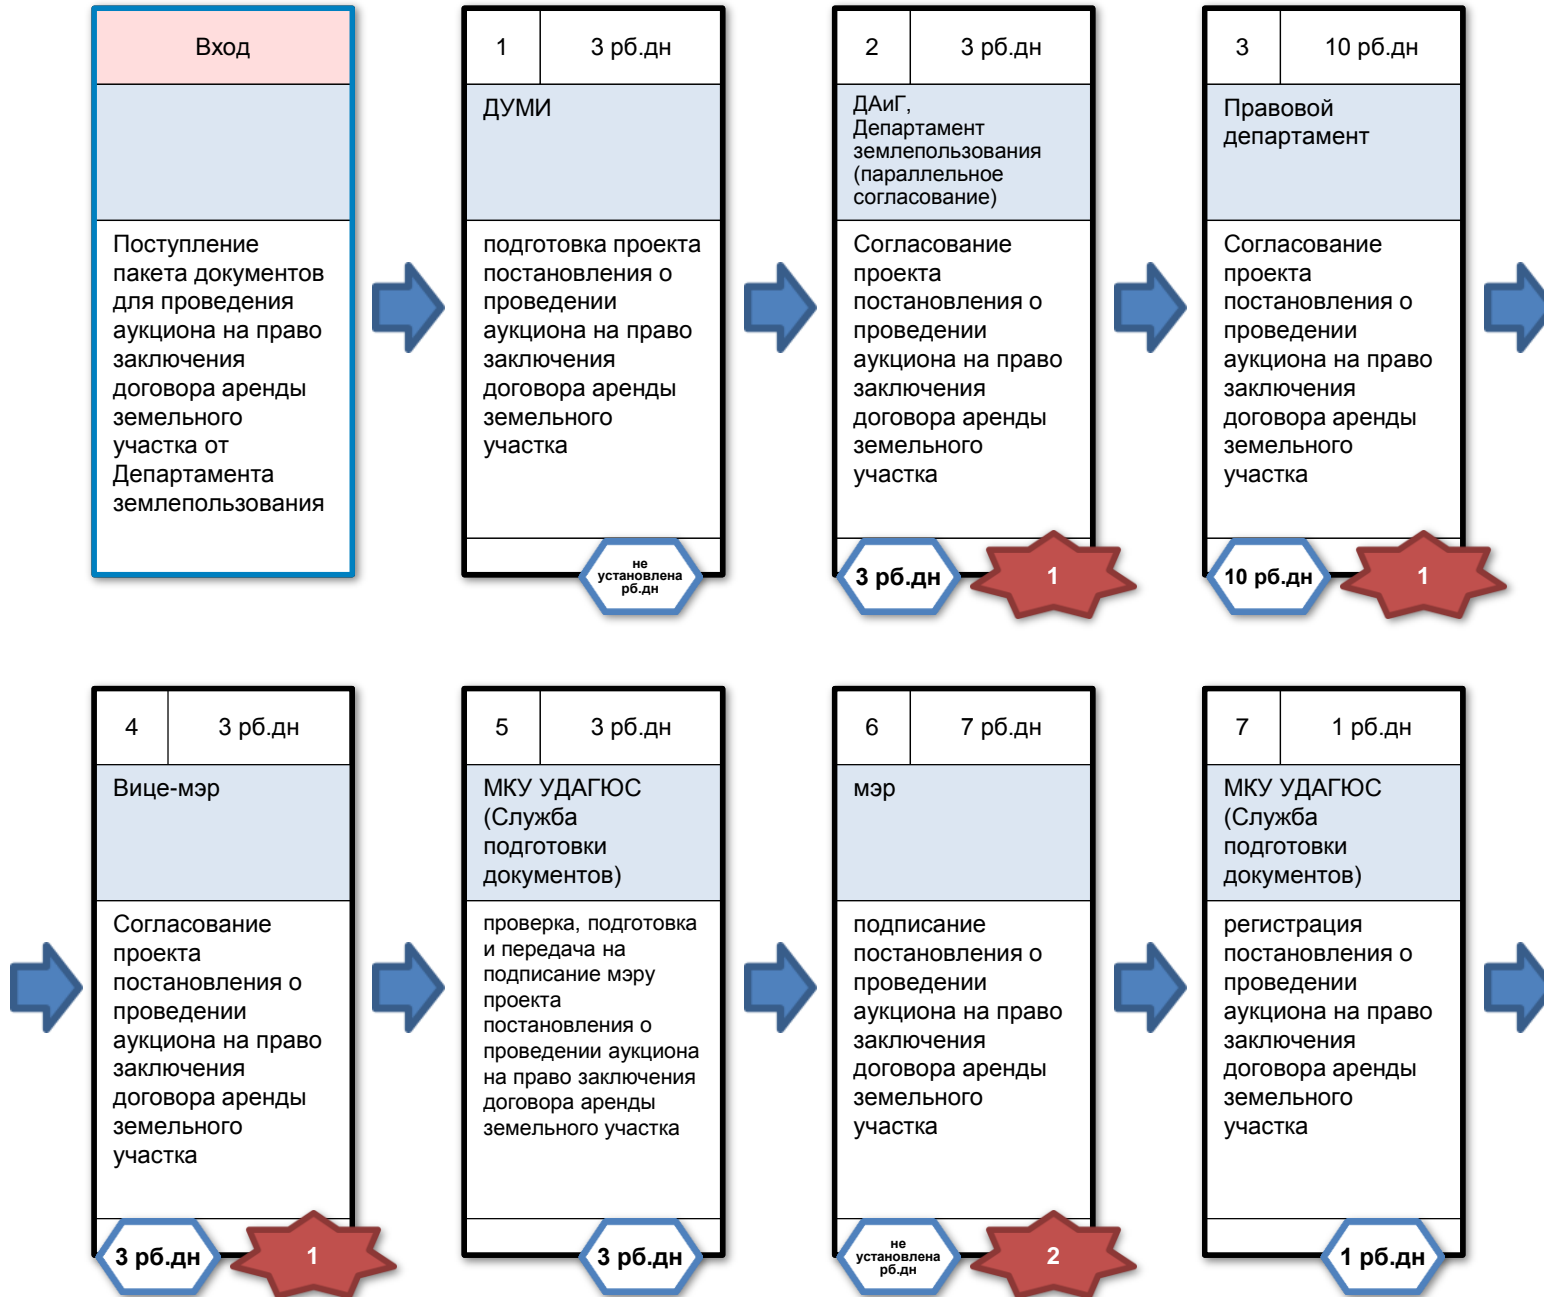 Вход
Поступление
пакета документов
для проведения
аукциона на право
заключения
договора аренды
земельного
участка от
Департамента
землепользования
1
3 рб.дн
ДУМИ
подготовка проекта
постановления о
проведении
аукциона на право
заключения
договора аренды
земельного
участка
не
установлена
рб.дн
2
3 рб.дн
ДАиГ,
Департамент
землепользования
(параллельное
согласование)
Согласование
проекта
постановления о
проведении
аукциона на право
заключения
договора аренды
земельного
участка
3 рб.дн
1
3
10 рб.дн
Правовой
департамент
Согласование
проекта
постановления о
проведении
аукциона на право
заключения
договора аренды
земельного
участка
10 рб.дн
1
4
3 рб.дн
Вице-мэр
Согласование
проекта
постановления о
проведении
аукциона на право
заключения
договора аренды
земельного
участка
3 рб.дн
1
5
3 рб.дн
МКУ УДАГЮС
(Служба
подготовки
документов)
проверка, подготовка
и передача на
подписание мэру
проекта
постановления о
проведении аукциона
на право заключения
договора аренды
земельного участка
3 рб.дн
6
7 рб.дн
мэр
подписание
постановления о
проведении
аукциона на право
заключения
договора аренды
земельного
участка
не
установлена
рб.дн
2
7
1 рб.дн
МКУ УДАГЮС
(Служба
подготовки
документов)
регистрация
постановления о
проведении
аукциона на право
заключения
договора аренды
земельного
участка
1 рб.дн